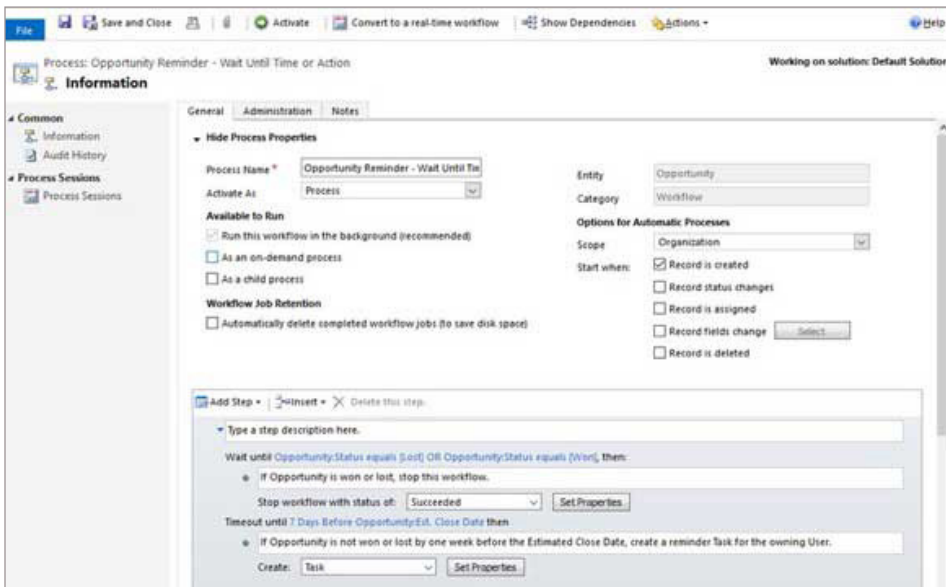 File Save and Close Activate Convert to a real-time workflow Show Dependencies Actions Help
Process: Opportunity Reminder - Wait Until Time or Action
Information
Working on solution: Default Solution
Common
Information
Audit History
Process Sessions
Process Sessions
General Administration Notes
Hide Process Properties
Process Name * Opportunity Reminder - Wait Until Tim
Activate As Process
Available to Run
Run this workflow in the background (recommended)
As an on-demand process
As a child process
Workflow Job Retention
Automatically delete completed workflow jobs (to save disk space)
Entity Opportunity
Category Workflow
Options for Automatic Processes
Scope Organization
Start when: Record is created
Record status changes
Record is assigned
Record fields change Select
Record is deleted
Add Step Insert Delete this step.
Type a step description here.
Wait until Opportunity:Status equals [Lost] OR Opportunity:Status equals [Won], then:
If Opportunity is won or lost, stop this workflow.
Stop workflow with status of: Succeeded Set Properties
Timeout until 7 Days Before Opportunity:Est. Close Date then
If Opportunity is not won or lost by one week before the Estimated Close Date, create a reminder Task for the owning User.
Create: Task Set Properties